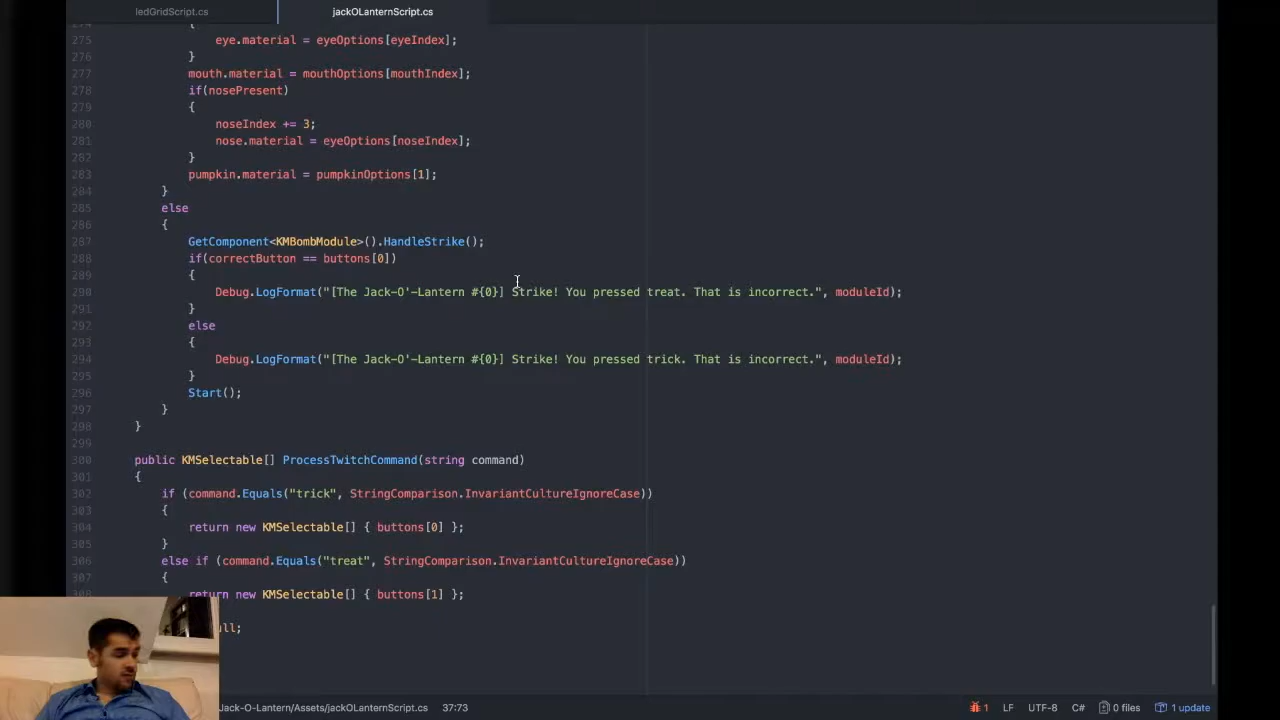 ledGridScript.cs
jackOLanternScript.cs
274 {
275 eye.material = eyeOptions[eyeIndex];
276 }
277 mouth.material = mouthOptions[mouthIndex];
278 if(nosePresent)
279 {
280 noseIndex += 3;
281 nose.material = eyeOptions[noseIndex];
282 }
283 pumpkin.material = pumpkinOptions[1];
284 }
285 else
286 {
287 GetComponent<KMBombModule>().HandleStrike();
288 if(correctButton == buttons[0])
289 {
290 Debug.LogFormat("[The Jack-O'-Lantern #{0}] Strike! You pressed treat. That is incorrect.", moduleId);
291 }
292 else
293 {
294 Debug.LogFormat("[The Jack-O'-Lantern #{0}] Strike! You pressed trick. That is incorrect.", moduleId);
295 }
296 Start();
297 }
298 }
299
300 public KMSelectable[] ProcessTwitchCommand(string command)
301 {
302 if (command.Equals("trick", StringComparison.InvariantCultureIgnoreCase))
303 {
304 return new KMSelectable[] { buttons[0] };
305 }
306 else if (command.Equals("treat", StringComparison.InvariantCultureIgnoreCase))
307 {
308 return new KMSelectable[] { buttons[1] };
ull;
Jack-O-Lantern/Assets/jackOLanternScript.cs 37:73 1 LF UTF-8 C# 0 files 1 update